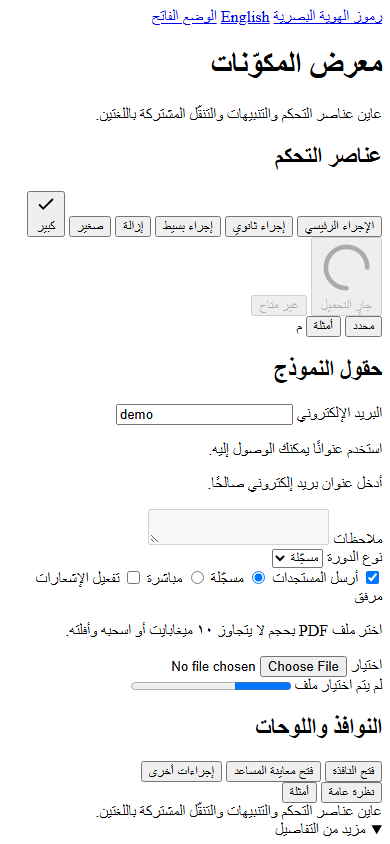 رموز الهوية البصرية English الوضع الفاتح
معرض المكوّنات
عاين عناصر التحكم والتنبيهات والتنقّل المشتركة باللغتين.
عناصر التحكم
الإجراء الرئيسي إجراء ثانوي إجراء بسيط إزالة صغير كبير
جارٍ التحميل غير متاح
محدد أمثلة م
حقول النموذج
البريد الإلكتروني demo
استخدم عنوانًا يمكنك الوصول إليه.
أدخل عنوان بريد إلكتروني صالحًا.
ملاحظات
نوع الدورة مسجّلة
أرسل المستجدات مسجّلة مباشرة تفعيل الإشعارات
مرفق
اختر ملف PDF بحجم لا يتجاوز ١٠ ميغابايت أو اسحبه وأفلته.
اختيار Choose File No file chosen
لم يتم اختيار ملف
النوافذ واللوحات
فتح النافذة فتح معاينة المساعد إجراءات أخرى
نظرة عامة أمثلة
عاين عناصر التحكم والتنبيهات والتنقّل المشتركة باللغتين.
مزيد من التفاصيل